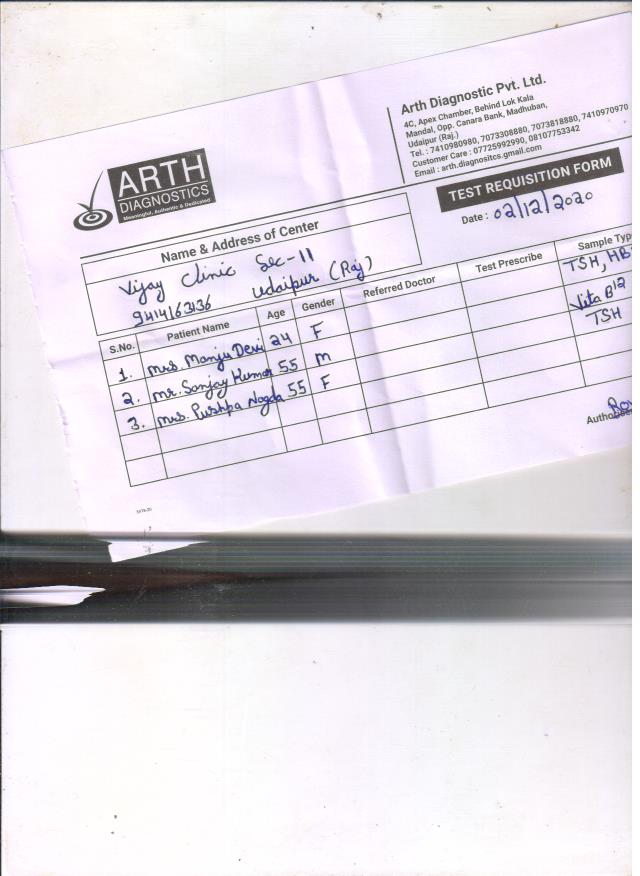 ARTH
DIAGNOSTICS
Meaningful, Authentic & Dedicated
Arth Diagnostic Pvt. Ltd.
4C, Apex Chamber, Behind Lok Kala
Mandal, Opp. Canara Bank, Madhuban,
Udaipur (Raj.)
Tel. : 7410980980, 7073308880, 7073818880, 7410970970
Customer Care : 07725992990, 08107753342
Email : arth.diagnositcs.gmail.com
TEST REQUISITION FORM
Date : 02/12/2020
Name & Address of Center
Vijay Clinic Sec-11
9414163136 Udaipur (Raj)
S.No. Patient Name Age Gender Referred Doctor Test Prescribe Sample Typ
1. Mrs. Manju Devi 24 F TSH, HB
2. Mr. Sanjay Kumar 55 M Vita B12
3. Mrs. Pushpa Nagda 55 F TSH